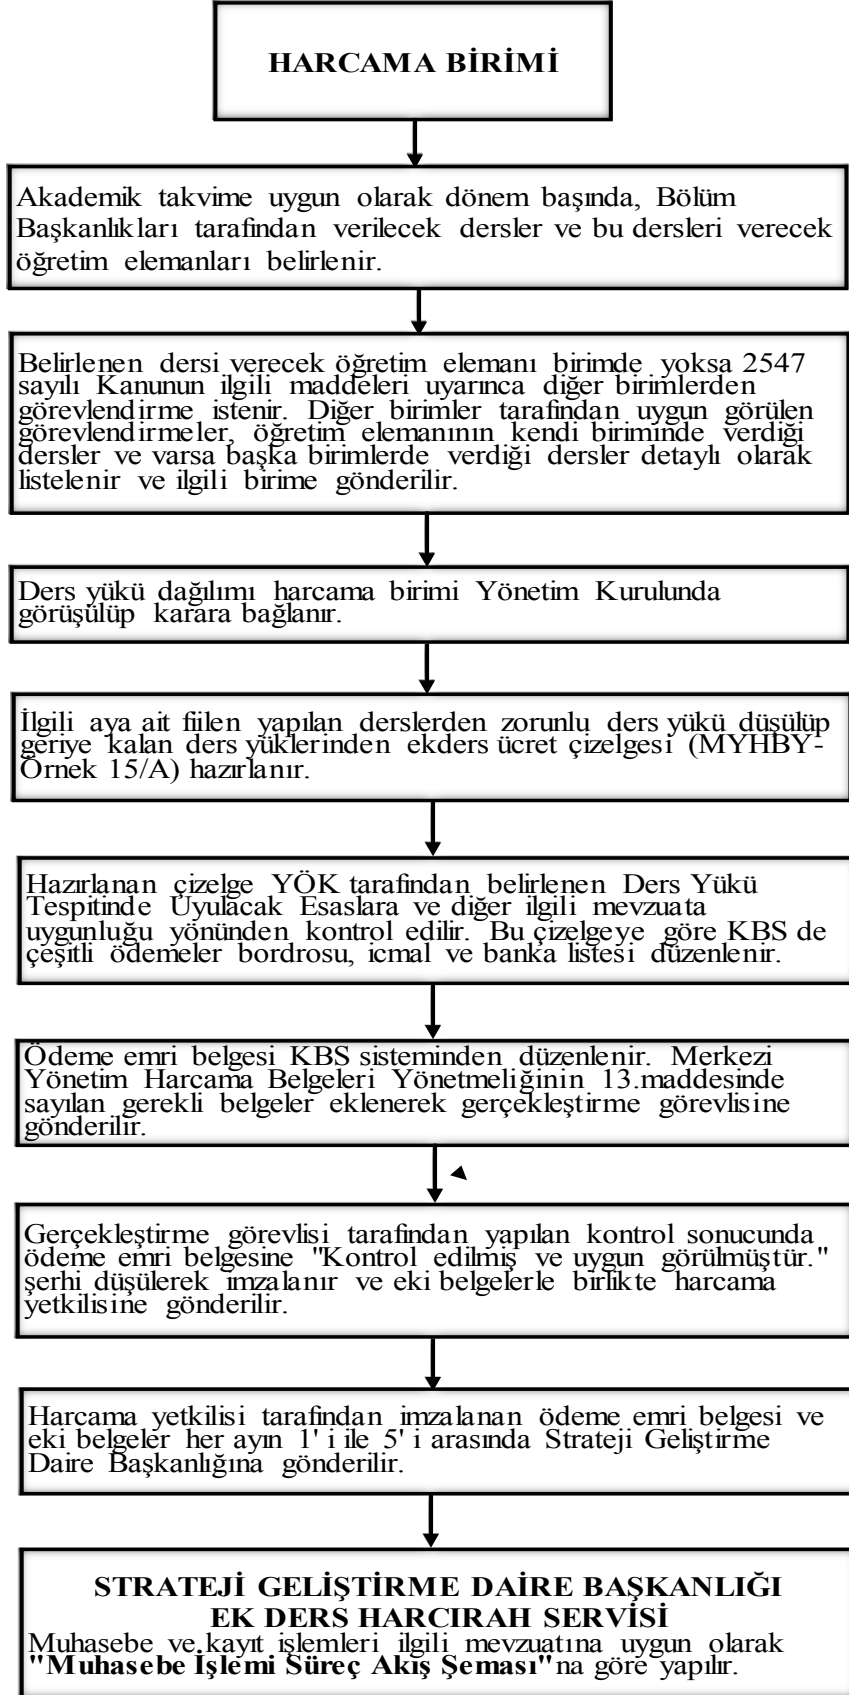 HARCAMA BİRİMİ
Akademik takvime uygun olarak dönem başında, Bölüm
Başkanlıkları tarafından verilecek dersler ve bu dersleri verecek
öğretim elemanları belirlenir.
Belirlenen dersi verecek öğretim elemanı birimde yoksa 2547
sayılı Kanunun ilgili maddeleri uyarınca diğer birimlerden
görevlendirme istenir. Diğer birimler tarafından uygun görülen
görevlendirmeler, öğretim elemanının kendi biriminde verdiği
dersler ve varsa başka birimlerde verdiği dersler detaylı olarak
listelenir ve ilgili birime gönderilir.
Ders yükü dağılımı harcama birimi Yönetim Kurulunda
görüşülüp karara bağlanır.
İlgili aya ait fiilen yapılan derslerden zorunlu ders yükü düşülüp
geriye kalan ders yüklerinden ekders ücret çizelgesi (MYHBY-
Örnek 15/A) hazırlanır.
Hazırlanan çizelge YÖK tarafından belirlenen Ders Yükü
Tespitinde Uyulacak Esaslara ve diğer ilgili mevzuata
uygunluğu yönünden kontrol edilir. Bu çizelgeye göre KBS de
çeşitli ödemeler bordrosu, icmal ve banka listesi düzenlenir.
Ödeme emri belgesi KBS sisteminden düzenlenir. Merkezi
Yönetim Harcama Belgeleri Yönetmeliğinin 13.maddesinde
sayılan gerekli belgeler eklenerek gerçekleştirme görevlisine
gönderilir.
Gerçekleştirme görevlisi tarafından yapılan kontrol sonucunda
ödeme emri belgesine "Kontrol edilmiş ve uygun görülmüştür."
şerhi düşülerek imzalanır ve eki belgelerle birlikte harcama
yetkilisine gönderilir.
Harcama yetkilisi tarafından imzalanan ödeme emri belgesi ve
eki belgeler her ayın 1' i ile 5' i arasında Strateji Geliştirme
Daire Başkanlığına gönderilir.
STRATEJİ GELİŞTİRME DAİRE BAŞKANLIĞI
EK DERS HARCIRAH SERVİSİ
Muhasebe ve kayıt işlemleri ilgili mevzuatına uygun olarak
"Muhasebe İşlemi Süreç Akış Şeması"na göre yapılır.